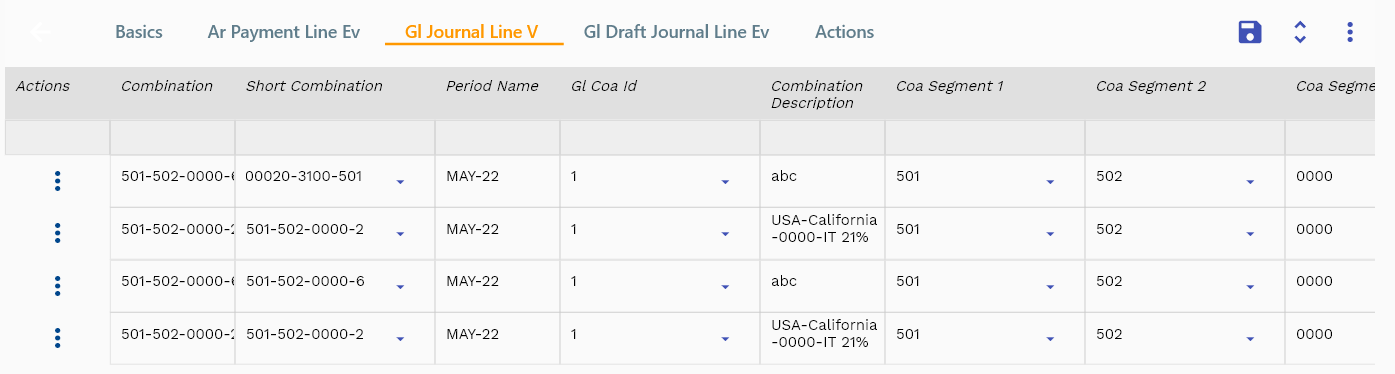 Basics Ar Payment Line Ev Gl Journal Line V Gl Draft Journal Line Ev Actions
Actions Combination Short Combination Period Name Gl Coa Id Combination Description Coa Segment 1 Coa Segment 2 Coa
501-502-0000- 00020-3100-501 MAY-22 1 abc 501 502 0000
501-502-0000- 501-502-0000-2 MAY-22 1 USA-California -0000-IT 21% 501 502 0000
501-502-0000- 501-502-0000-6 MAY-22 1 abc 501 502 0000
501-502-0000- 501-502-0000-2 MAY-22 1 USA-California -0000-IT 21% 501 502 0000